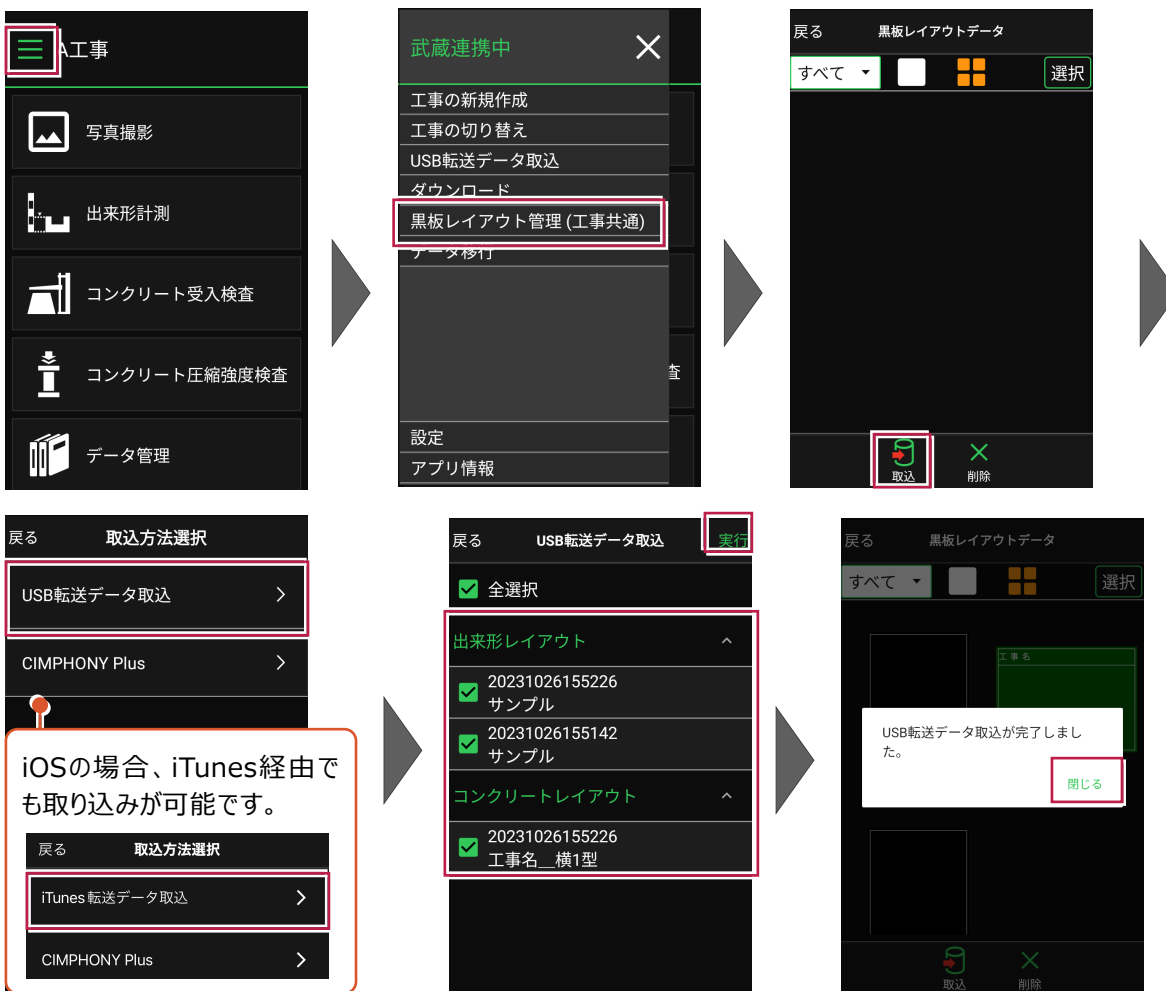 A工事
写真撮影
出来形計測
コンクリート受入検査
コンクリート圧縮強度検査
データ管理
武蔵連携中
工事の新規作成
工事の切り替え
USB転送データ取込
ダウンロード
黒板レイアウト管理 (工事共通)
データ移行
査
設定
アプリ情報
戻る 黒板レイアウトデータ
すべて 選択
取込 削除
戻る 取込方法選択
USB転送データ取込
CIMPHONY Plus
iOSの場合、iTunes経由で
も取り込みが可能です。
戻る 取込方法選択
iTunes転送データ取込
CIMPHONY Plus
戻る USB転送データ取込 実行
全選択
出来形レイアウト
20231026155226
サンプル
20231026155142
サンプル
コンクリートレイアウト
20231026155226
工事名__横1型
戻る 黒板レイアウトデータ
すべて 選択
工事名
USB転送データ取込が完了しまし
た。
閉じる
取込 削除